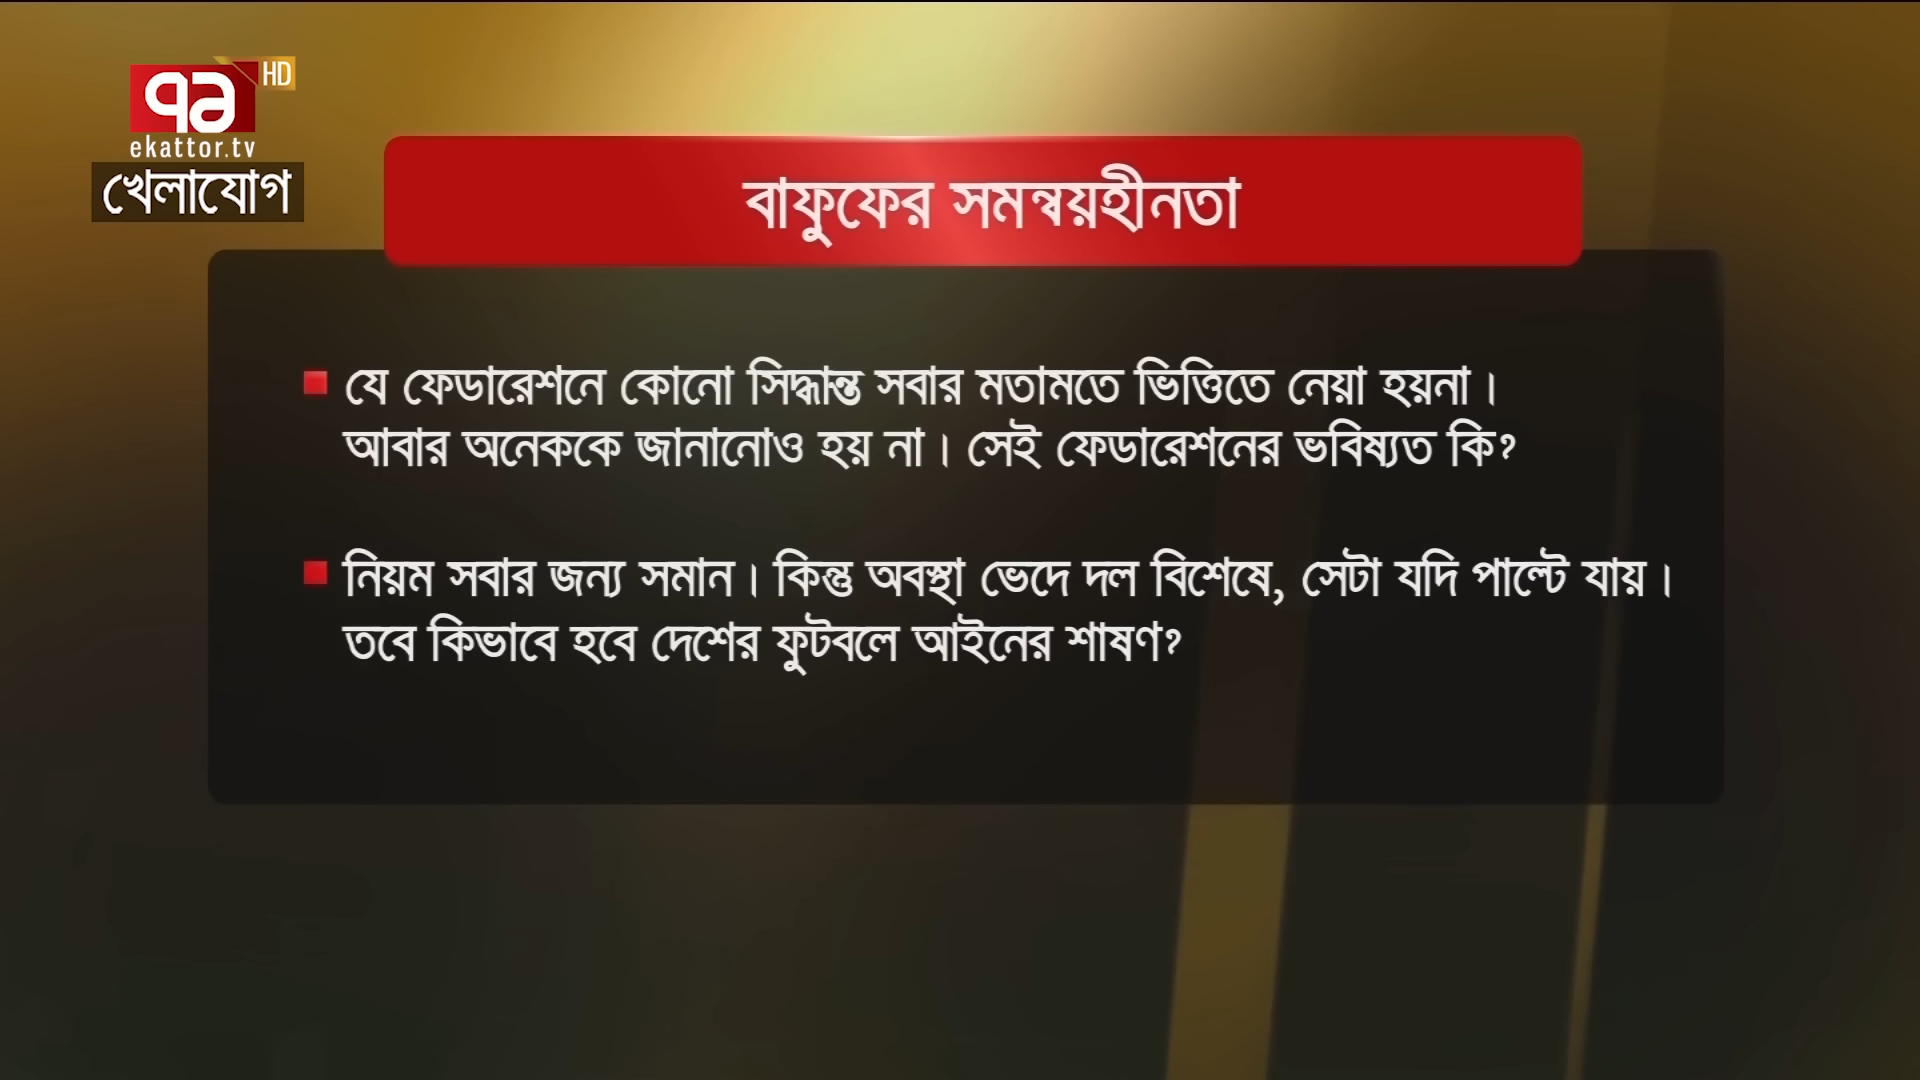 ৭১ HD
ekattor.tv
খেলাযোগ
বাফুফের সমন্বয়হীনতা
যে ফেডারেশনে কোনো সিদ্ধান্ত সবার মতামতে ভিত্তিতে নেয়া হয়না।
আবার অনেককে জানানোও হয় না। সেই ফেডারেশনের ভবিষ্যত কি?
নিয়ম সবার জন্য সমান। কিন্তু অবস্থা ভেদে দল বিশেষে, সেটা যদি পাল্টে যায়।
তবে কিভাবে হবে দেশের ফুটবলে আইনের শাষণ?